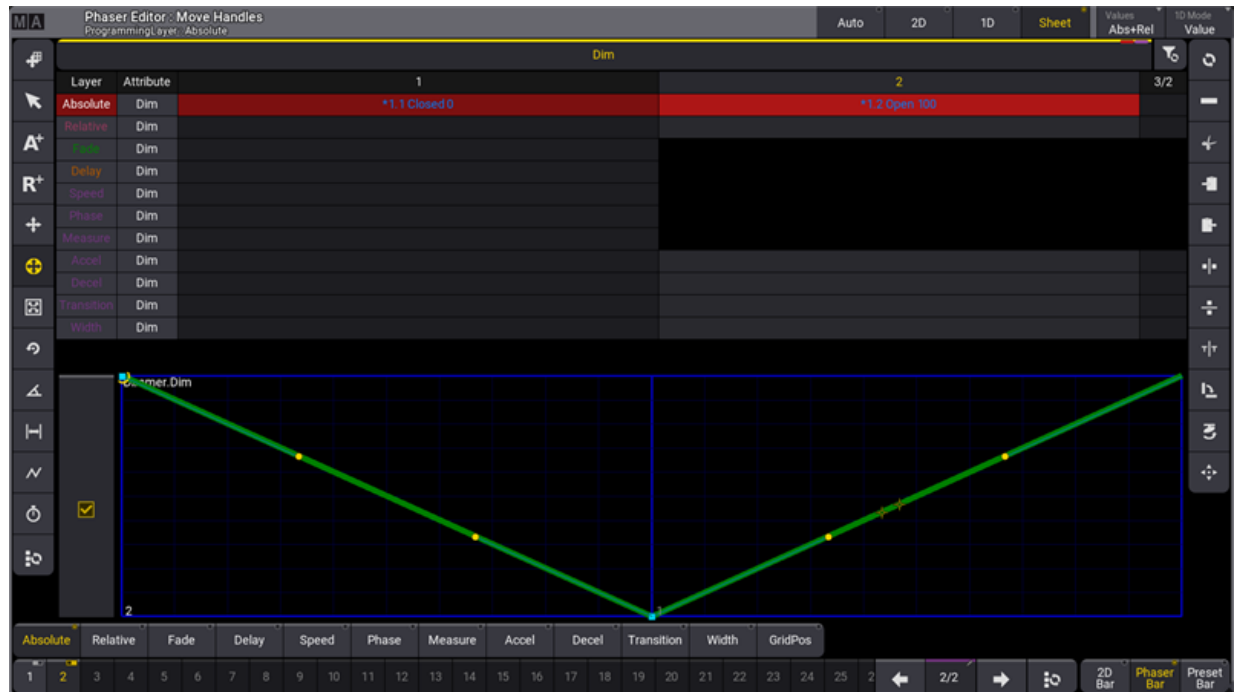 MA Phaser Editor : Move Handles Auto 2D 1D Sheet Values 1D Mode
ProgrammingLayer: Absolute Abs+Rel Value
Dim
Layer Attribute 1 2 3/2
Absolute Dim *1.1 Closed 0 *1.2 Open 100
Relative Dim
Fade Dim
Delay Dim
Speed Dim
Phase Dim
Measure Dim
Accel Dim
Decel Dim
Transition Dim
Width Dim
A+
R+
T|T
mer.Dim
1
2
Absolute Relative Fade Delay Speed Phase Measure Accel Decel Transition Width GridPos
1 2 3 4 5 6 7 8 9 10 11 12 13 14 15 16 17 18 19 20 21 22 23 24 25 2 2/2 2D Bar Phaser Bar Preset Bar